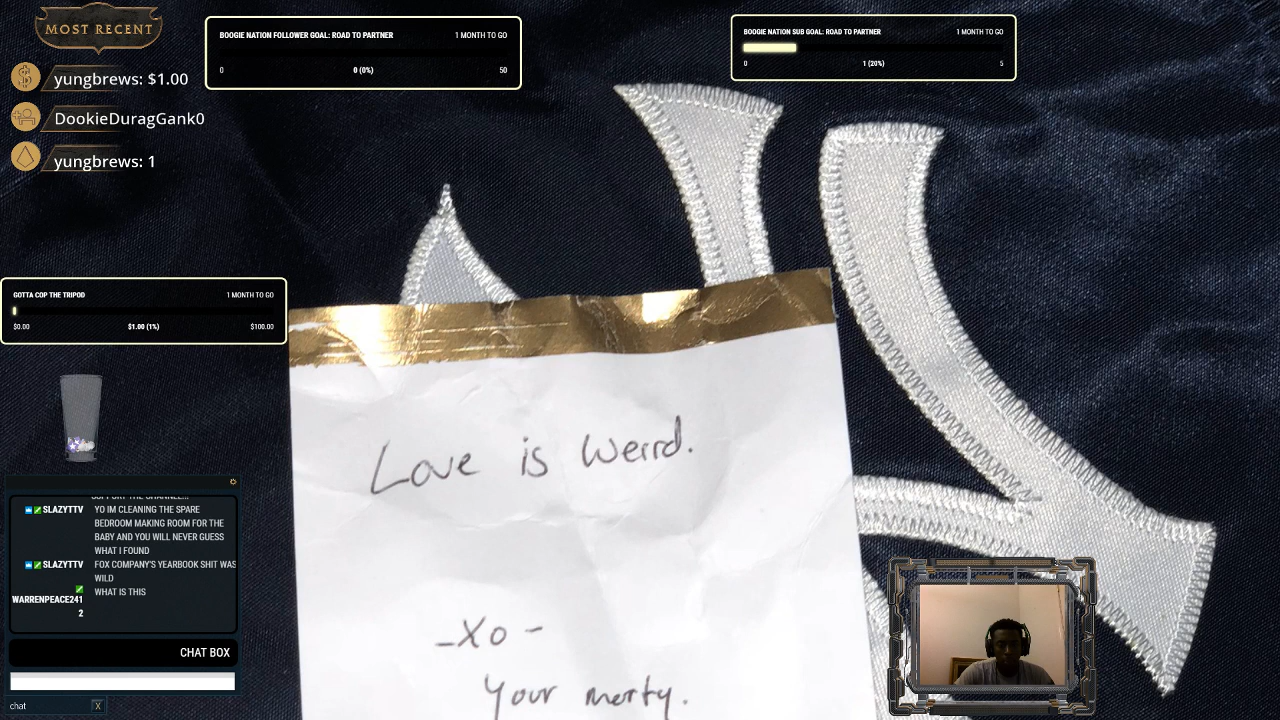 MOST RECENT
yungbrews: $1.00
DookieDuragGank0
yungbrews: 1
BOOGIE NATION FOLLOWER GOAL: ROAD TO PARTNER 1 MONTH TO GO
0 0 (0%) 50
BOOGIE NATION SUB GOAL: ROAD TO PARTNER 1 MONTH TO GO
0 1 (20%) 5
GOTTA COP THE TRIPOD 1 MONTH TO GO
$0.00 $1.00 (1%) $100.00
Love is Weird.
-Xo-
Your
SUPPORT THE CHANNEL!!!
SLAZYTTV YO IM CLEANING THE SPARE
BEDROOM MAKING ROOM FOR THE
BABY AND YOU WILL NEVER GUESS
WHAT I FOUND
SLAZYTTV FOX COMPANY'S YEARBOOK SHIT WAS
WILD
WARRENPEACE241 WHAT IS THIS
2
CHAT BOX
chat X